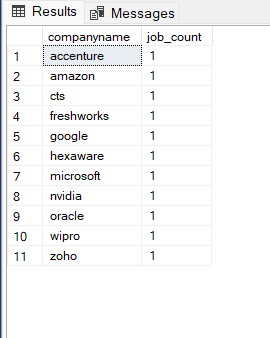 Results Messages
companyname job_count
1 accenture 1
2 amazon 1
3 cts 1
4 freshworks 1
5 google 1
6 hexaware 1
7 microsoft 1
8 nvidia 1
9 oracle 1
10 wipro 1
11 zoho 1